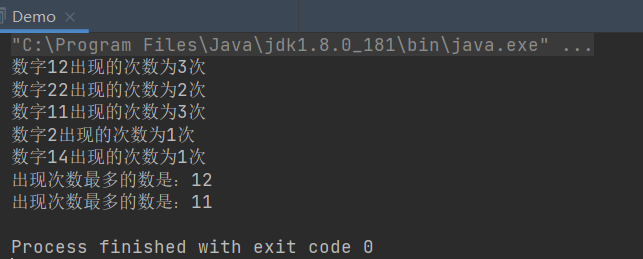 Demo ×
"C:\Program Files\Java\jdk1.8.0_181\bin\java.exe" ...
数字12出现的次数为3次
数字22出现的次数为2次
数字11出现的次数为3次
数字2出现的次数为1次
数字14出现的次数为1次
出现次数最多的数是：12
出现次数最多的数是：11
Process finished with exit code 0